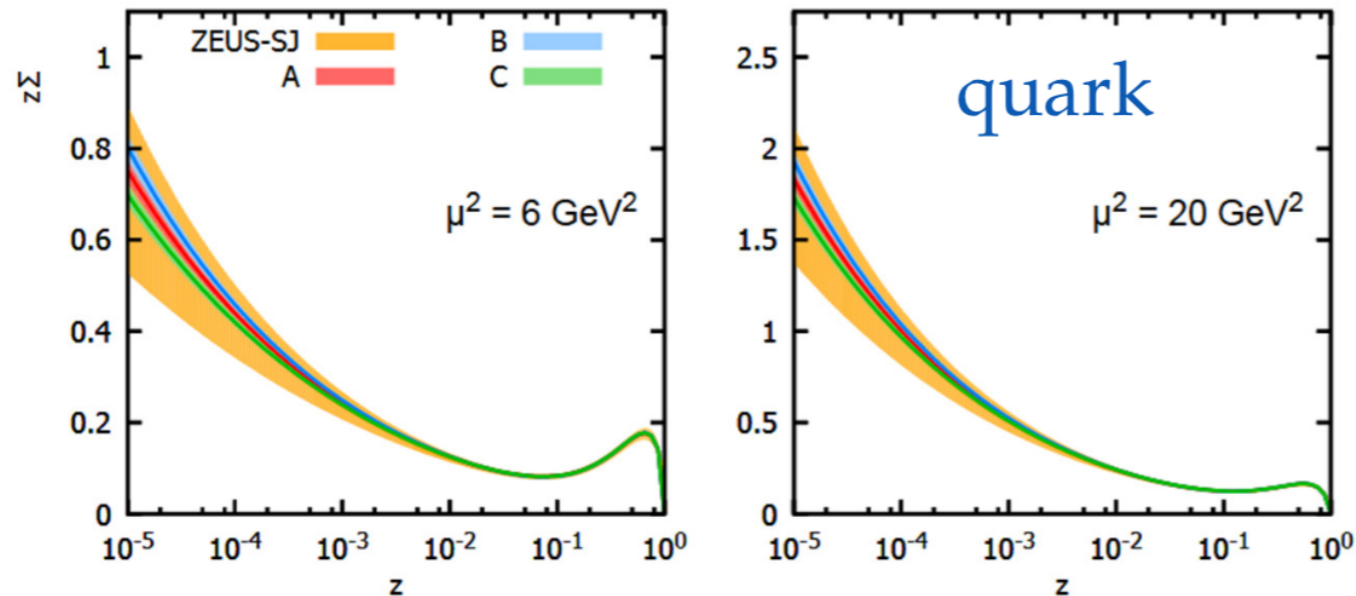 zΣ
1
0.8
0.6
0.4
0.2
0
ZEUS-SJ
A
B
C
μ² = 6 GeV²
10⁻⁵ 10⁻⁴ 10⁻³ 10⁻² 10⁻¹ 10⁰
z
2.5
2
1.5
1
0.5
0
quark
μ² = 20 GeV²
10⁻⁵ 10⁻⁴ 10⁻³ 10⁻² 10⁻¹ 10⁰
z